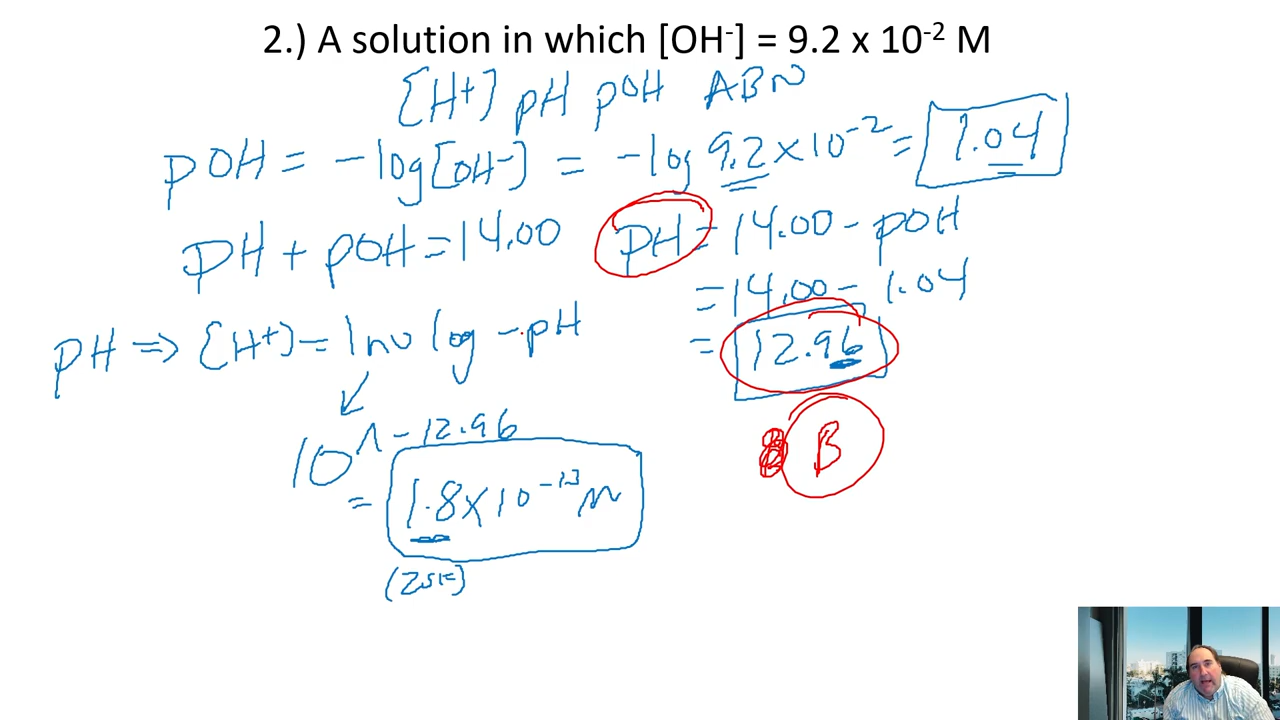 2.) A solution in which [OH⁻] = 9.2 x 10⁻² M
[H+] pH pOH ABN
pOH = -log[OH-] = -log 9.2 x 10⁻² = 1.04
pH + pOH = 14.00 pH = 14.00 - pOH
= 14.00 - 1.04
pH ⇒ [H+] = Inv log -pH = 12.96
10^-12.96 B
= 1.8 x 10⁻¹³ M
(2SF)